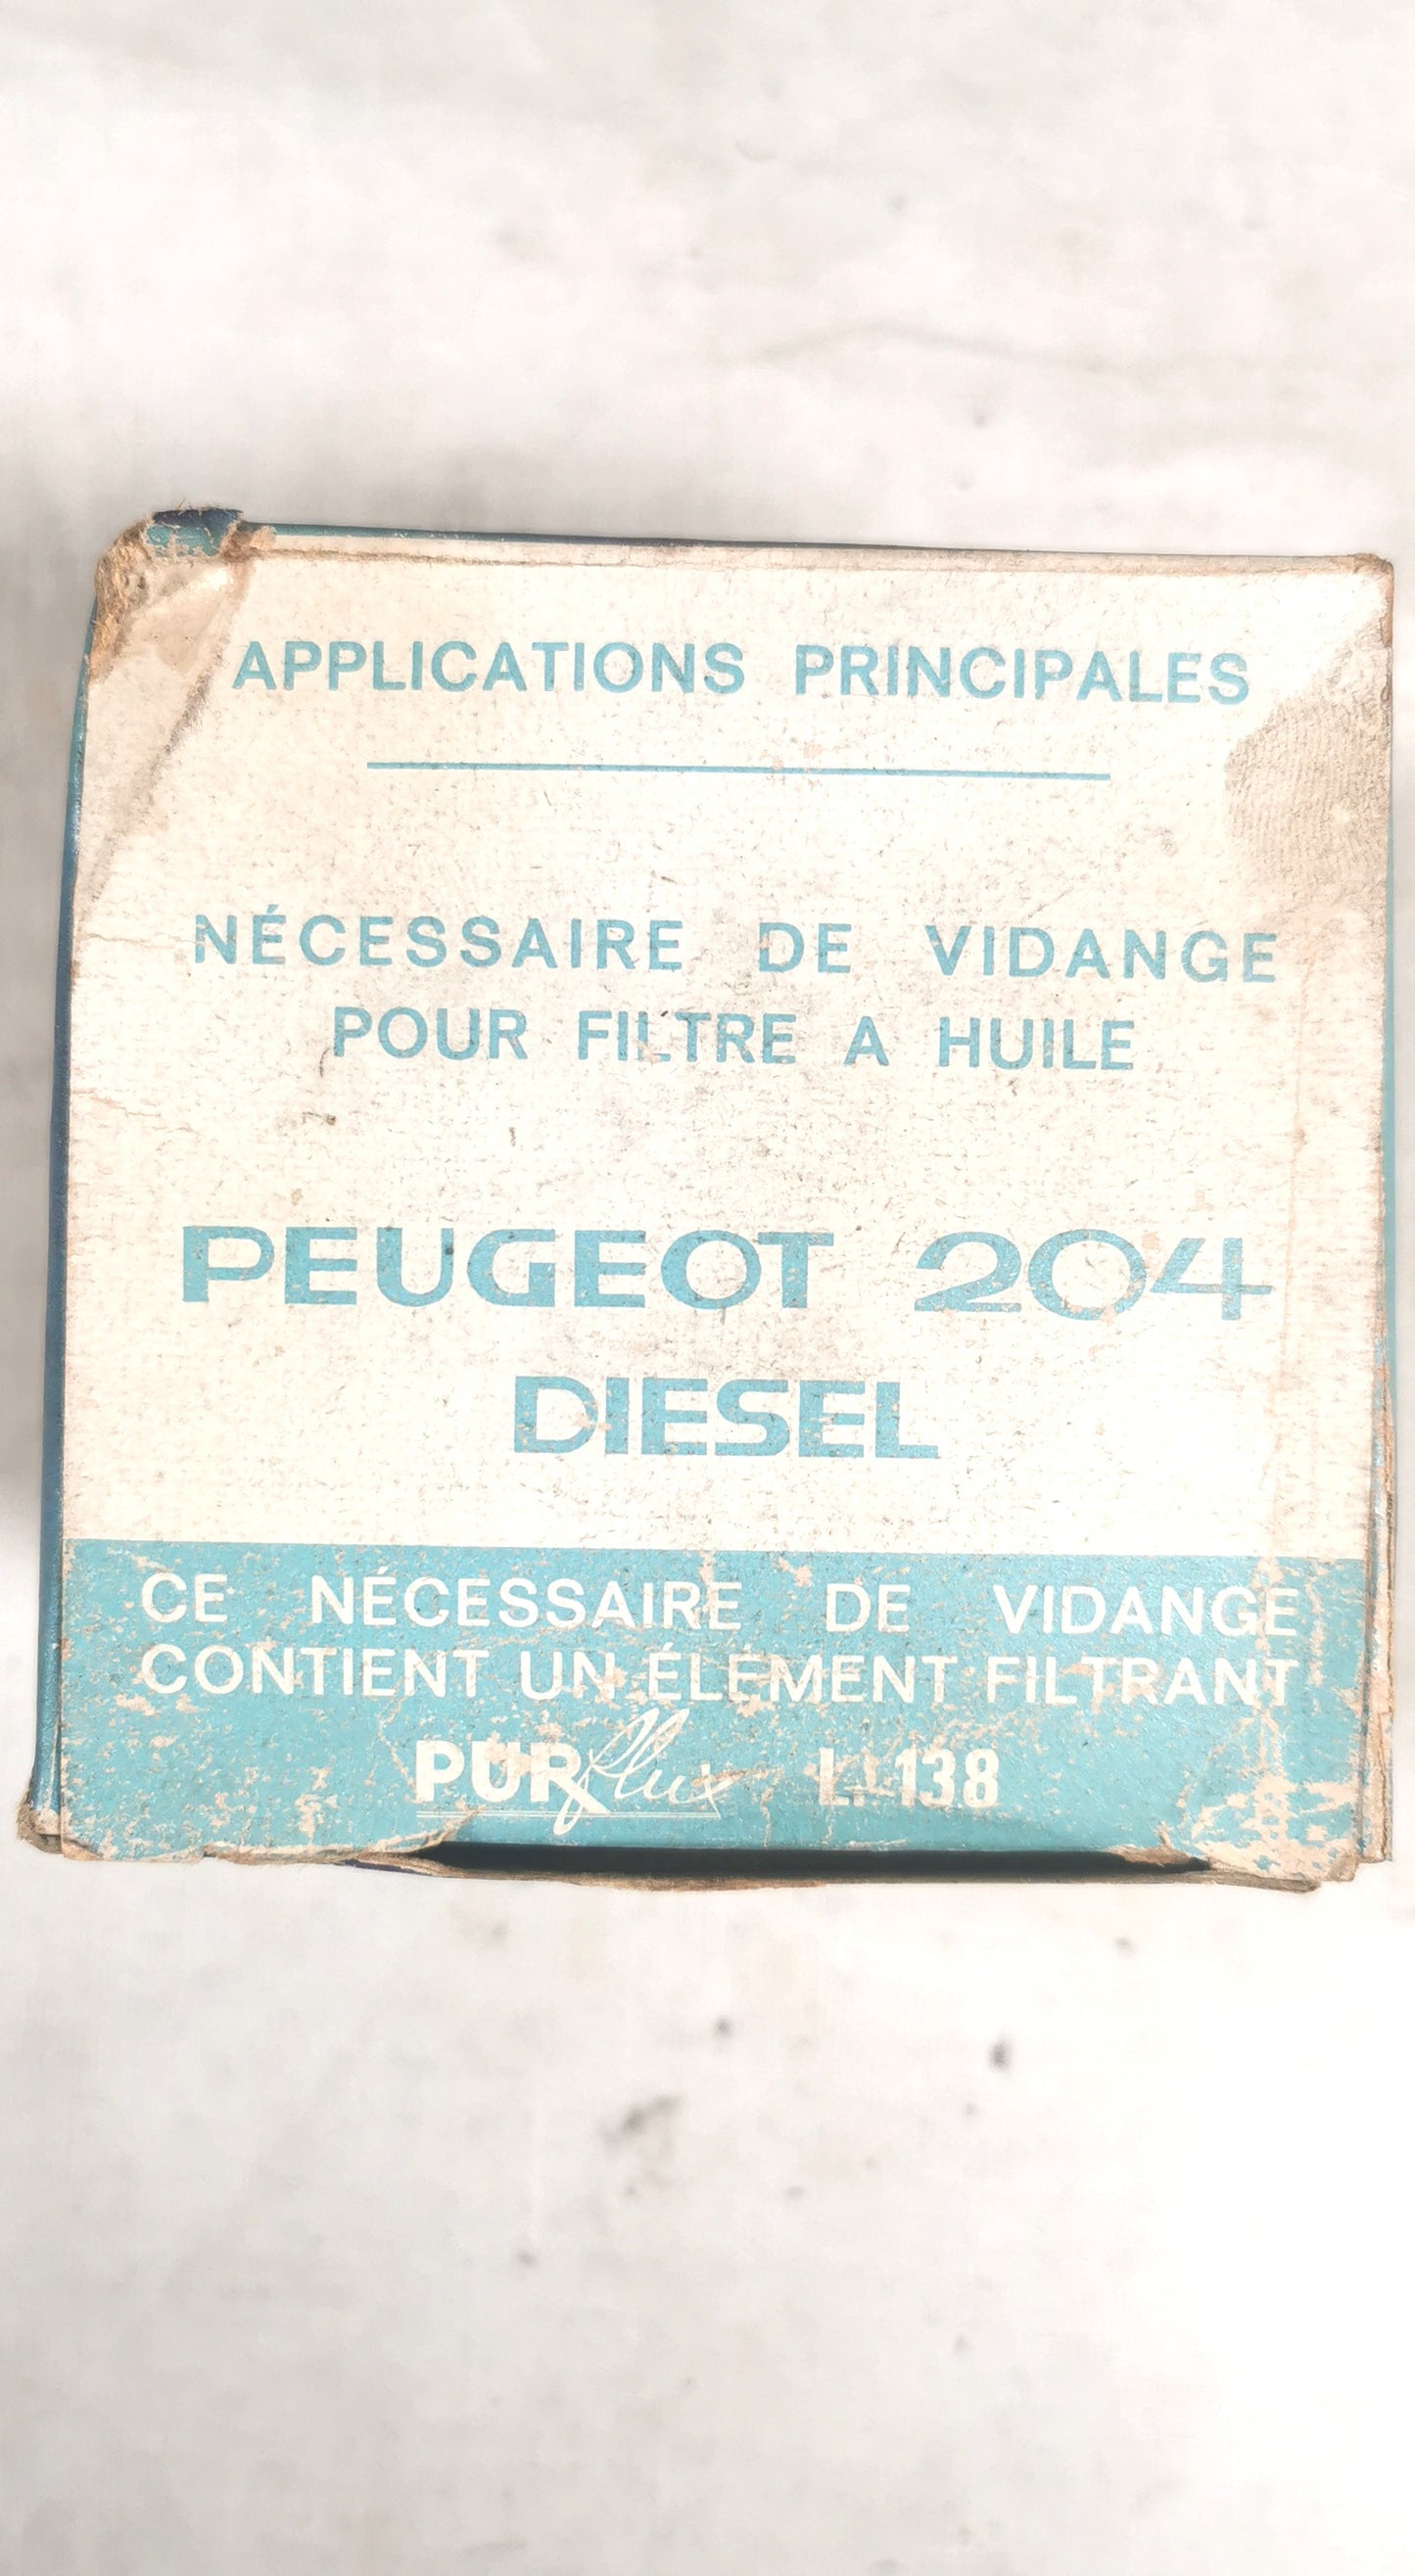 APPLICATIONS PRINCIPALES
NÉCESSAIRE DE VIDANGE
POUR FILTRE A HUILE
PEUGEOT 204
DIESEL
CE NÉCESSAIRE DE VIDANGE
CONTIENT UN ÉLÉMENT FILTRANT
PURflux L. 138